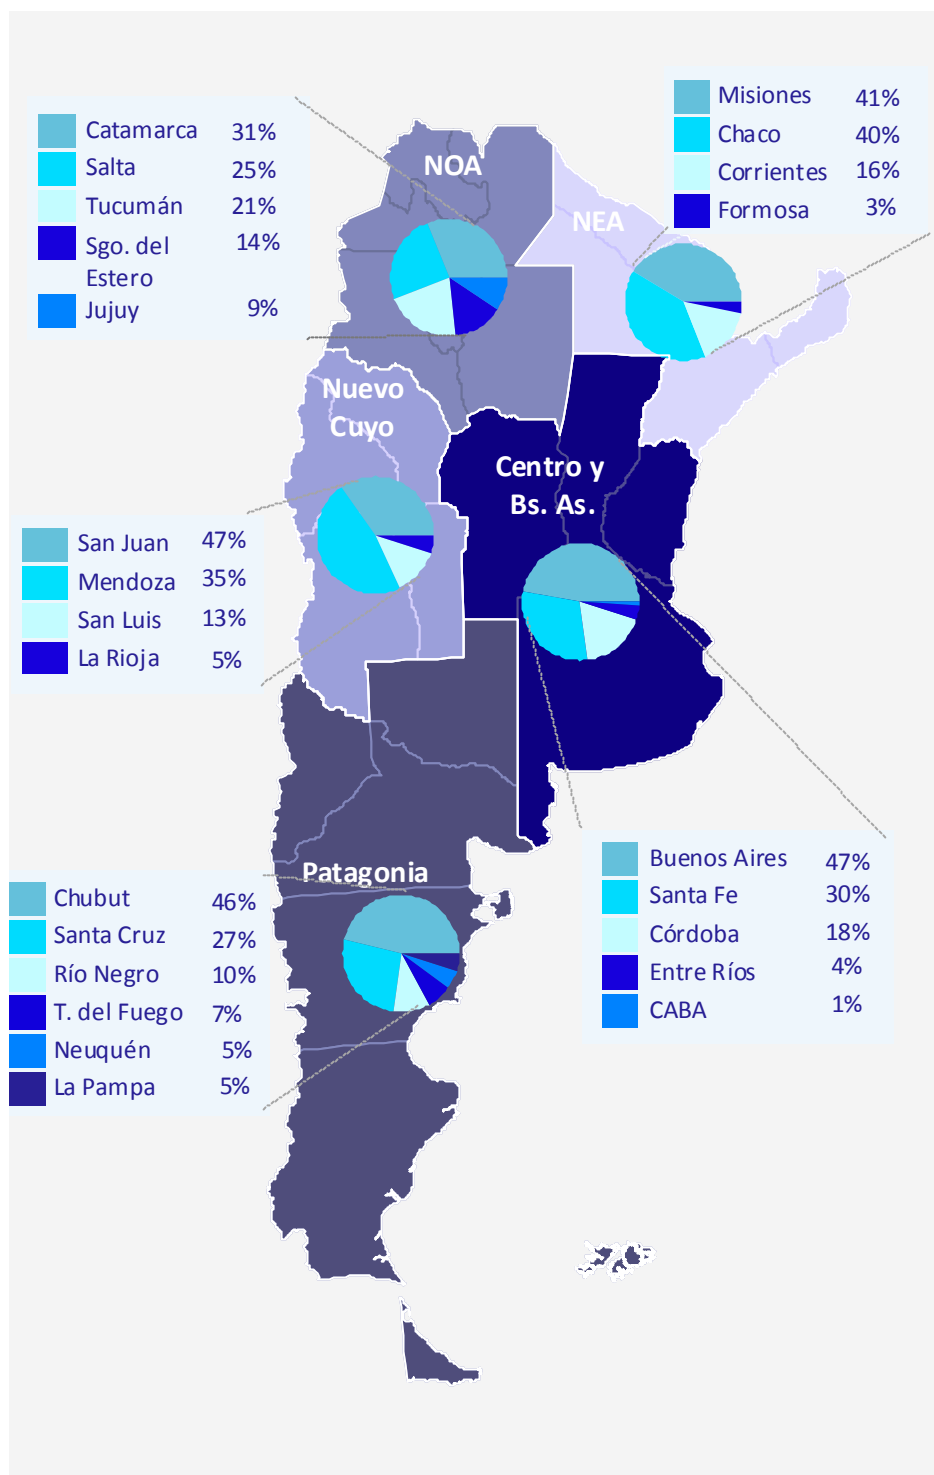 Misiones 41%
Chaco 40%
Corrientes 16%
Formosa 3%
Catamarca 31%
Salta 25%
Tucumán 21%
Sgo. del 14%
Estero
Jujuy 9%
NOA
NEA
Nuevo
Cuyo
Centro y
Bs. As.
San Juan 47%
Mendoza 35%
San Luis 13%
La Rioja 5%
Buenos Aires 47%
Santa Fe 30%
Córdoba 18%
Entre Ríos 4%
CABA 1%
Patagonia
Chubut 46%
Santa Cruz 27%
Río Negro 10%
T. del Fuego 7%
Neuquén 5%
La Pampa 5%